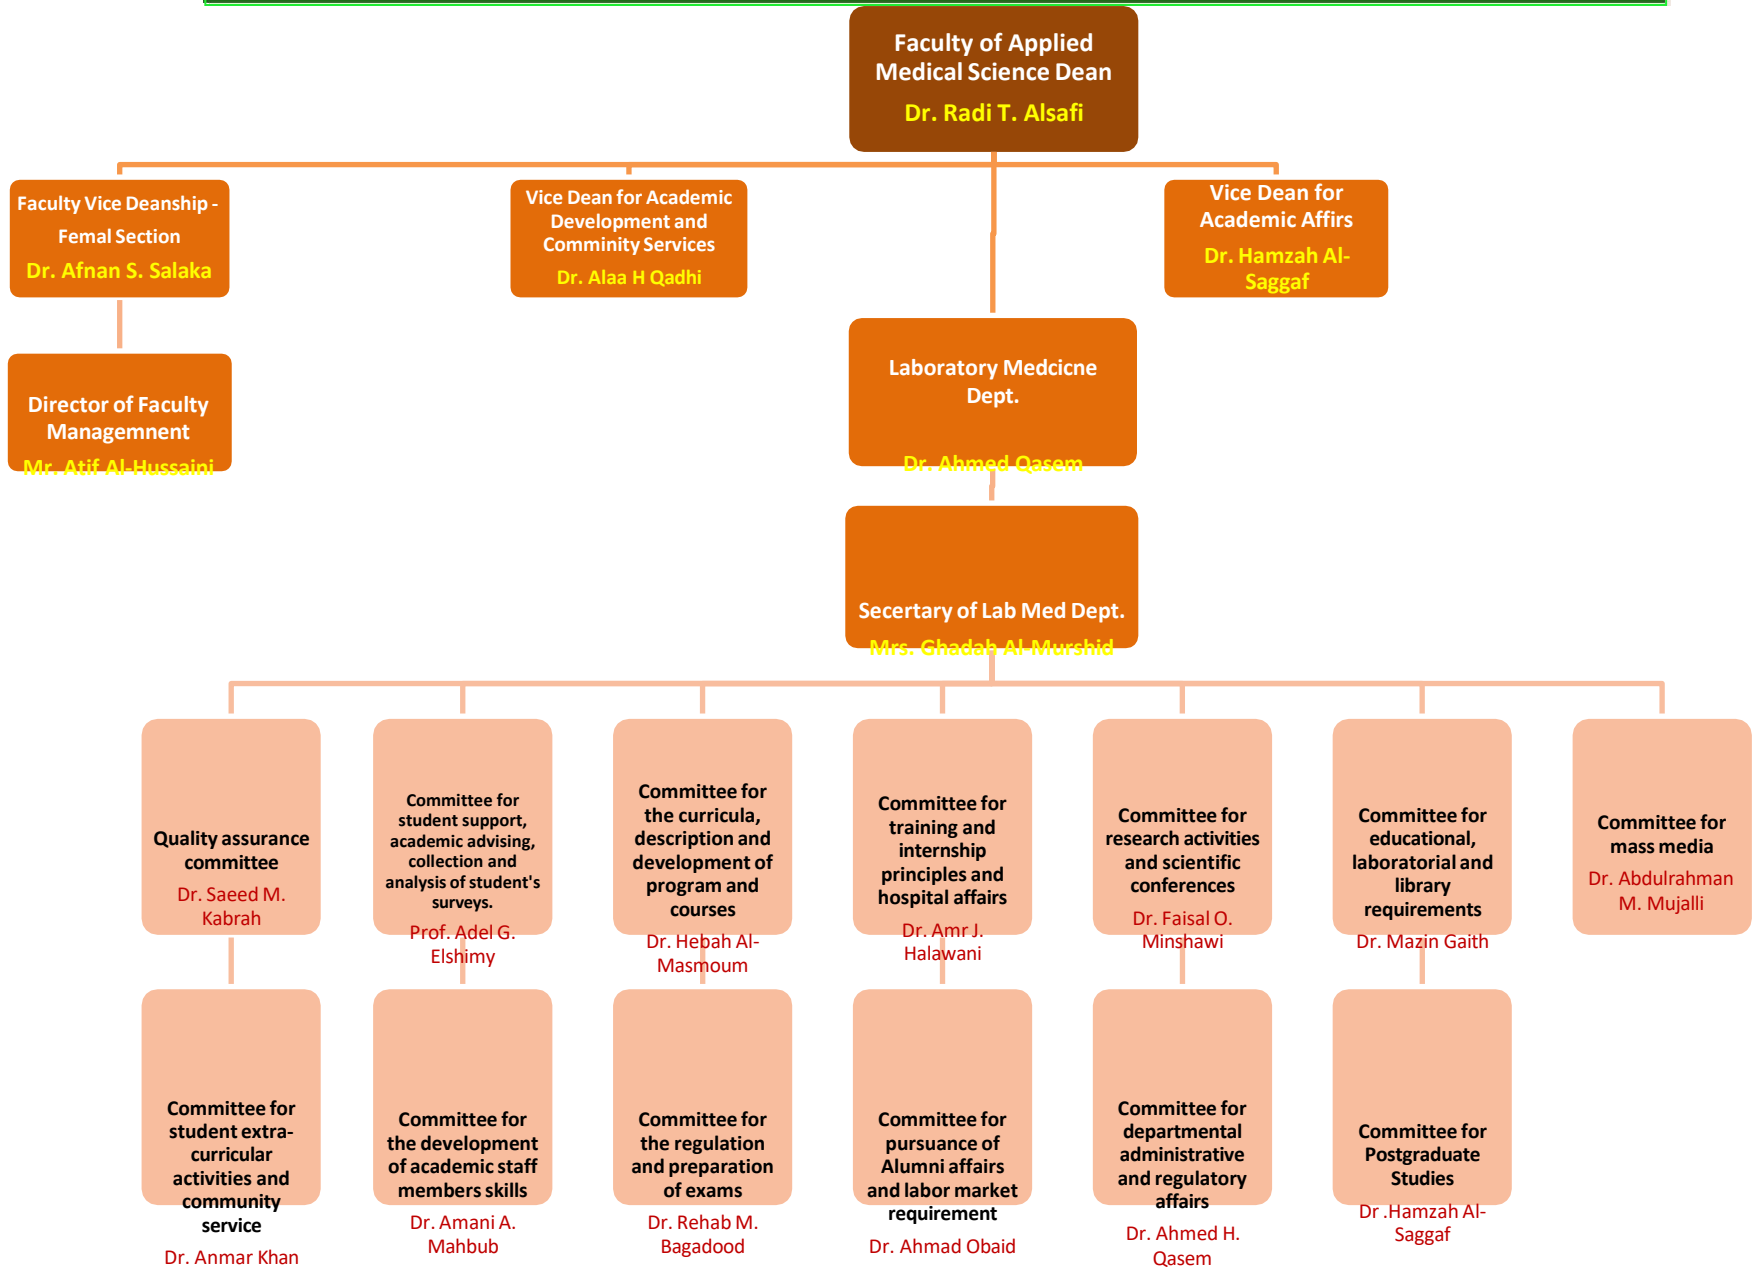 Faculty of Applied
Medical Science Dean
Dr. Radi T. Alsafi
Faculty Vice Deanship -
Femal Section
Dr. Afnan S. Salaka
Vice Dean for Academic
Development and
Comminity Services
Dr. Alaa H Qadhi
Vice Dean for
Academic Affirs
Dr. Hamzah Al-
Saggaf
Director of Faculty
Managemnent
Mr. Atif Al-Hussaini
Laboratory Medcicne
Dept.
Dr. Ahmed Qasem
Secertary of Lab Med Dept.
Mrs. Ghadah Al-Murshid
Quality assurance
committee
Dr. Saeed M.
Kabrah
Committee for
student support,
academic advising,
collection and
analysis of student's
surveys.
Prof. Adel G.
Elshimy
Committee for
the curricula,
description and
development of
program and
courses
Dr. Hebah Al-
Masmoum
Committee for
training and
internship
principles and
hospital affairs
Dr. Amr J.
Halawani
Committee for
research activities
and scientific
conferences
Dr. Faisal O.
Minshawi
Committee for
educational,
laboratorial and
library
requirements
Dr. Mazin Gaith
Committee for
mass media
Dr. Abdulrahman
M. Mujalli
Committee for
student extra-
curricular
activities and
community
service
Dr. Anmar Khan
Committee for
the development
of academic staff
members skills
Dr. Amani A.
Mahbub
Committee for
the regulation
and preparation
of exams
Dr. Rehab M.
Bagadood
Committee for
pursuance of
Alumni affairs
and labor market
requirement
Dr. Ahmad Obaid
Committee for
departmental
administrative
and regulatory
affairs
Dr. Ahmed H.
Qasem
Committee for
Postgraduate
Studies
Dr .Hamzah Al-
Saggaf